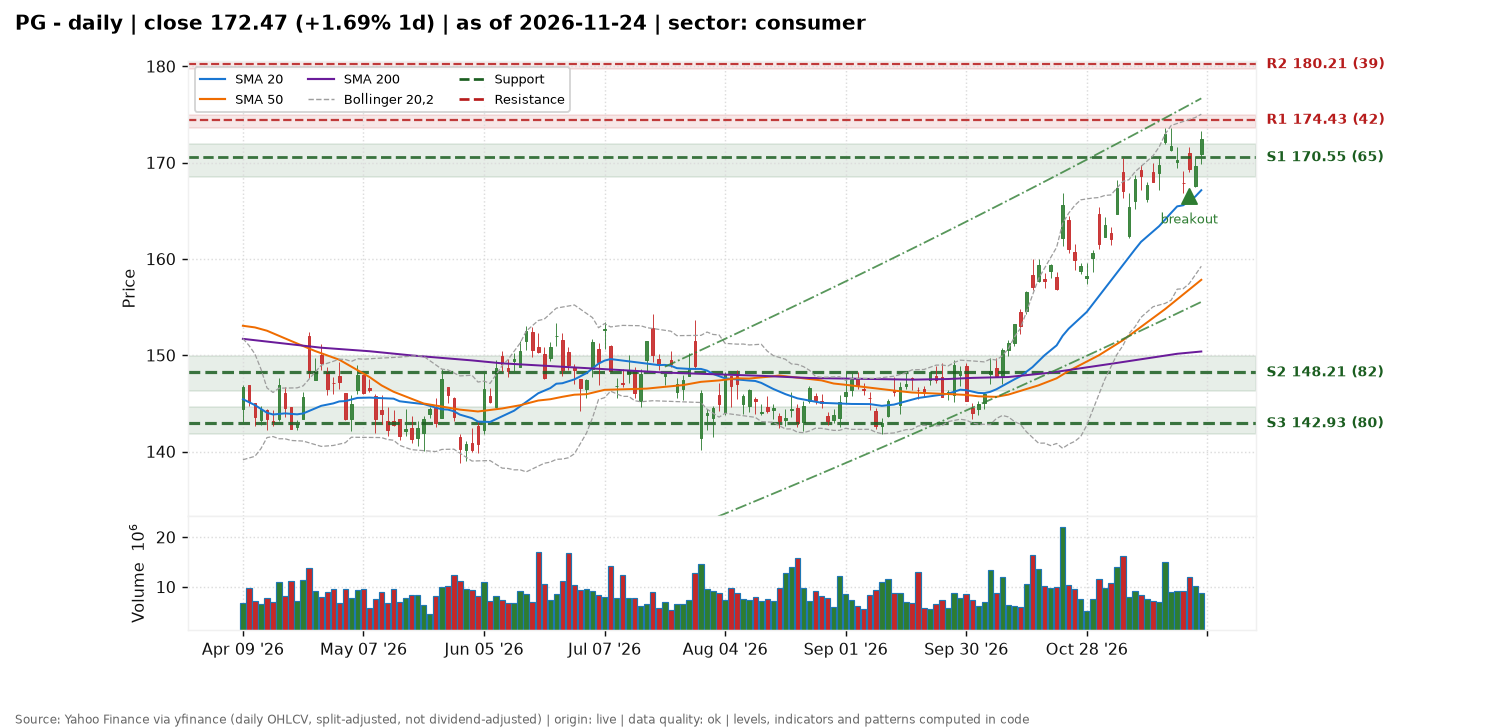 PG - daily | close 172.47 (+1.69% 1d) | as of 2026-11-24 | sector: consumer
SMA 20
SMA 50
SMA 200
Bollinger 20,2
Support
Resistance
R2 180.21 (39)
R1 174.43 (42)
S1 170.55 (65)
S2 148.21 (82)
S3 142.93 (80)
breakout
Price
180
170
160
150
140
Volume 10⁶
20
10
Apr 09 '26
May 07 '26
Jun 05 '26
Jul 07 '26
Aug 04 '26
Sep 01 '26
Sep 30 '26
Oct 28 '26
Source: Yahoo Finance via yfinance (daily OHLCV, split-adjusted, not dividend-adjusted) | origin: live | data quality: ok | levels, indicators and patterns computed in code